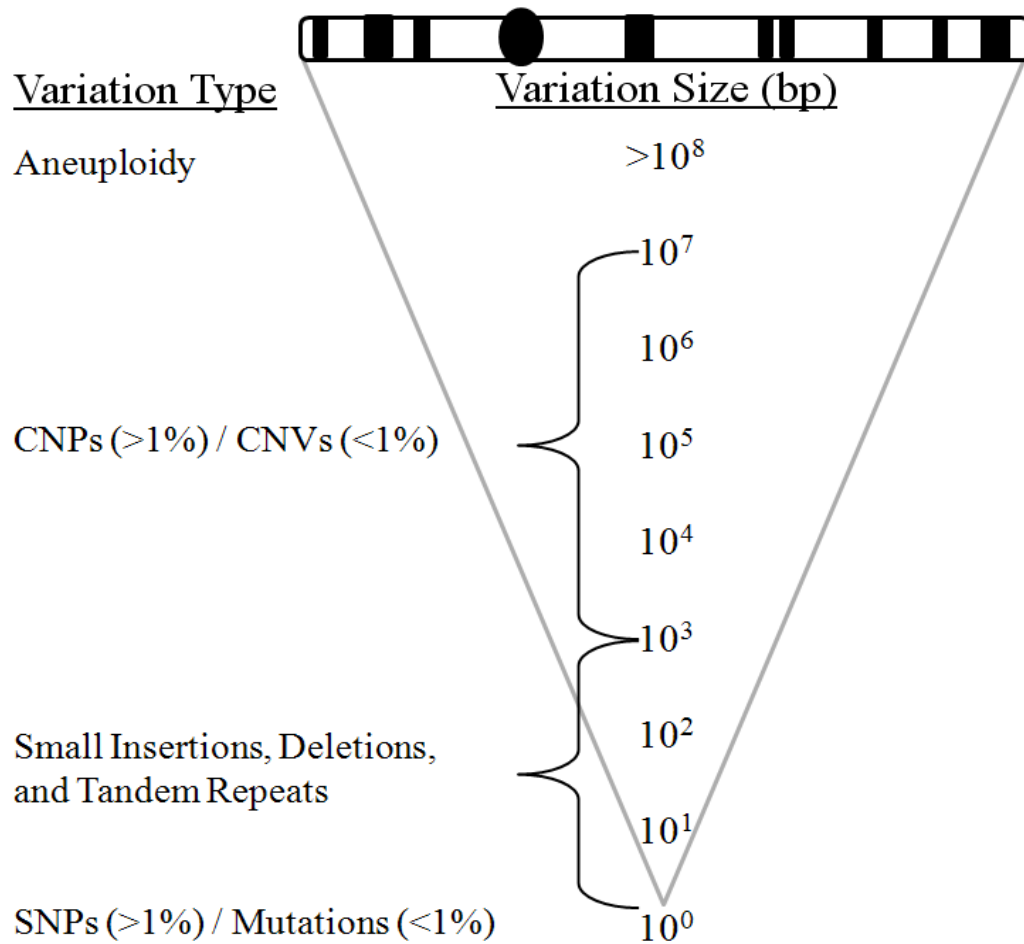 Variation Type Variation Size (bp)
Aneuploidy >10⁸
10⁷
10⁶
CNPs (>1%) / CNVs (<1%) 10⁵
10⁴
10³
10²
Small Insertions, Deletions,
and Tandem Repeats
10¹
SNPs (>1%) / Mutations (<1%) 10⁰